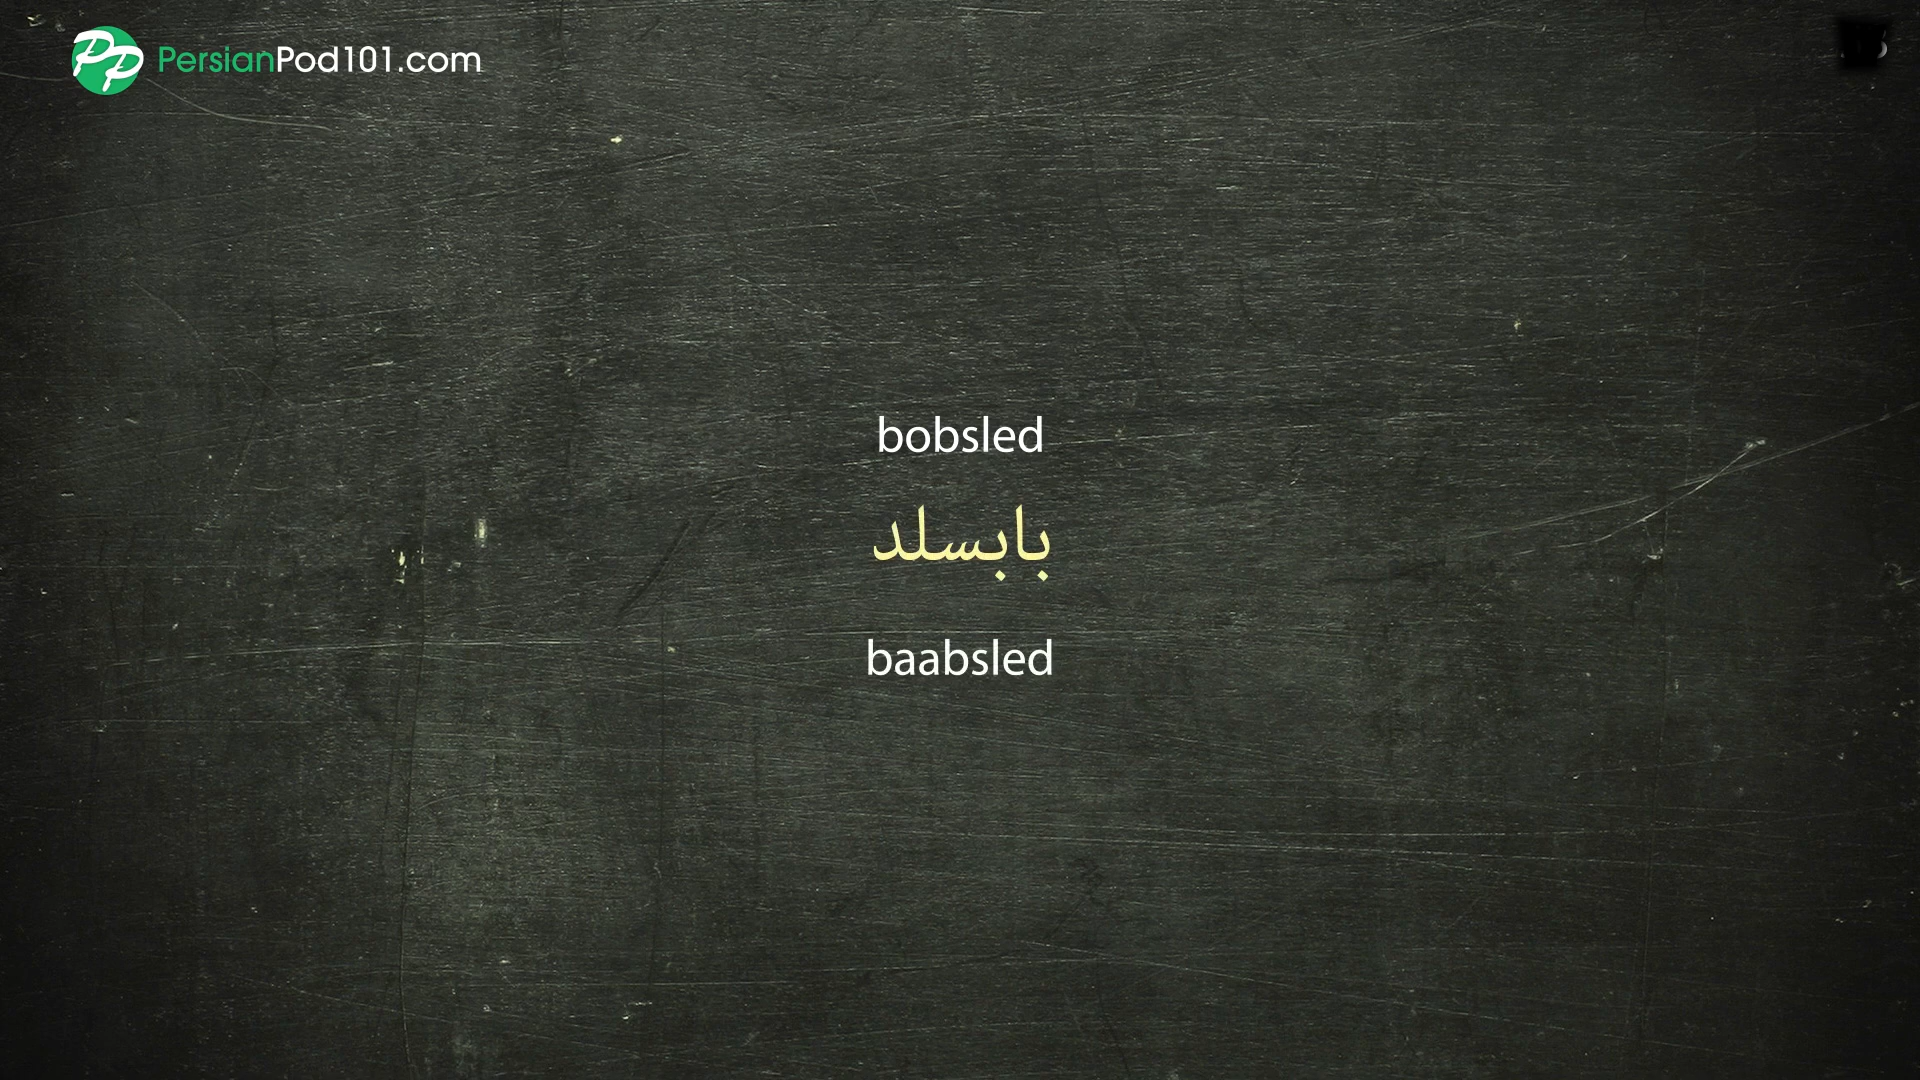 PersianPod101.com
bobsled
بابسلد
baabsled